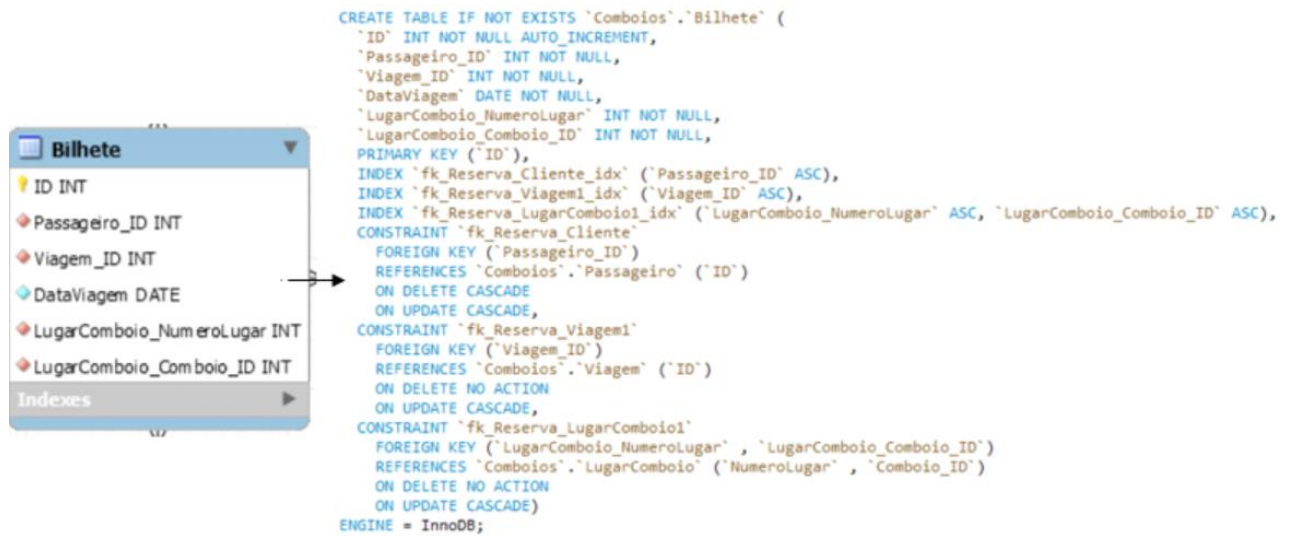 Bilhete
ID INT
Passageiro_ID INT
Viagem_ID INT
DataViagem DATE
LugarComboio_NumeroLugar INT
LugarComboio_Comboio_ID INT
Indexes
CREATE TABLE IF NOT EXISTS `Comboios`.`Bilhete` (
`ID` INT NOT NULL AUTO_INCREMENT,
`Passageiro_ID` INT NOT NULL,
`Viagem_ID` INT NOT NULL,
`DataViagem` DATE NOT NULL,
`LugarComboio_NumeroLugar` INT NOT NULL,
`LugarComboio_Comboio_ID` INT NOT NULL,
PRIMARY KEY (`ID`),
INDEX `fk_Reserva_Cliente_idx` (`Passageiro_ID` ASC),
INDEX `fk_Reserva_Viagem1_idx` (`Viagem_ID` ASC),
INDEX `fk_Reserva_LugarComboio1_idx` (`LugarComboio_NumeroLugar` ASC, `LugarComboio_Comboio_ID` ASC),
CONSTRAINT `fk_Reserva_Cliente`
FOREIGN KEY (`Passageiro_ID`)
REFERENCES `Comboios`.`Passageiro` (`ID`)
ON DELETE CASCADE
ON UPDATE CASCADE,
CONSTRAINT `fk_Reserva_Viagem1`
FOREIGN KEY (`Viagem_ID`)
REFERENCES `Comboios`.`Viagem` (`ID`)
ON DELETE NO ACTION
ON UPDATE CASCADE,
CONSTRAINT `fk_Reserva_LugarComboio1`
FOREIGN KEY (`LugarComboio_NumeroLugar` , `LugarComboio_Comboio_ID`)
REFERENCES `Comboios`.`LugarComboio` (`NumeroLugar` , `Comboio_ID`)
ON DELETE NO ACTION
ON UPDATE CASCADE)
ENGINE = InnoDB;